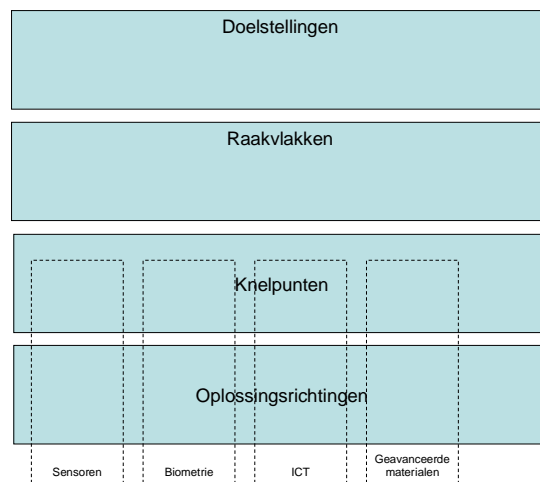 Doelstellingen
Raakvlakken
Knelpunten
Oplossingsrichtingen
Sensoren
Biometrie
ICT
Geavanceerde
materialen